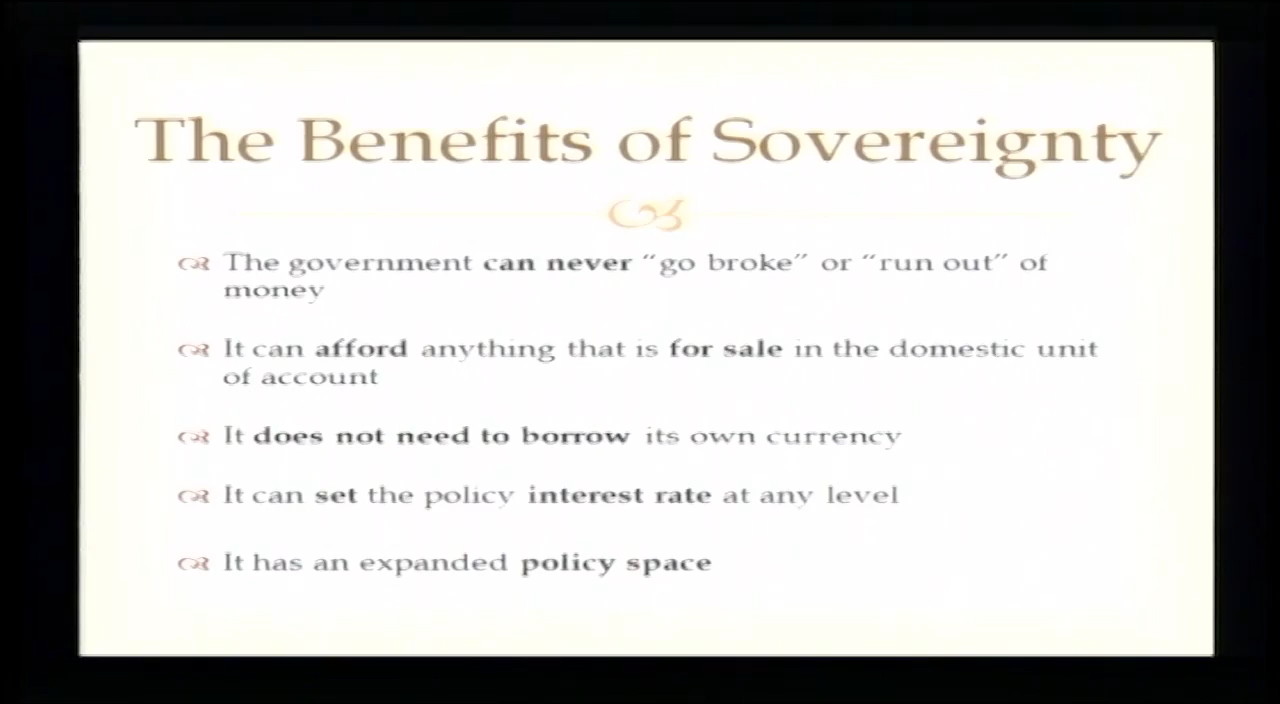 The Benefits of Sovereignty
The government can never “go broke” or “run out” of
money
It can afford anything that is for sale in the domestic unit
of account
It does not need to borrow its own currency
It can set the policy interest rate at any level
It has an expanded policy space